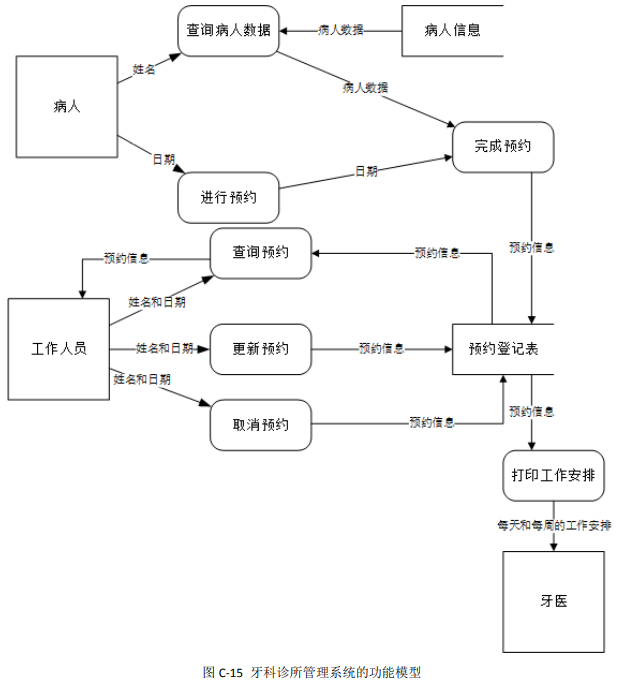 查询病人数据
病人数据
病人信息
姓名
病人
病人数据
完成预约
日期
日期
进行预约
预约信息
查询预约
预约信息
预约信息
姓名和日期
工作人员
姓名和日期
更新预约
预约信息
预约登记表
姓名和日期
取消预约
预约信息
预约信息
打印工作安排
每天和每周的工作安排
牙医
图 C-15 牙科诊所管理系统的功能模型